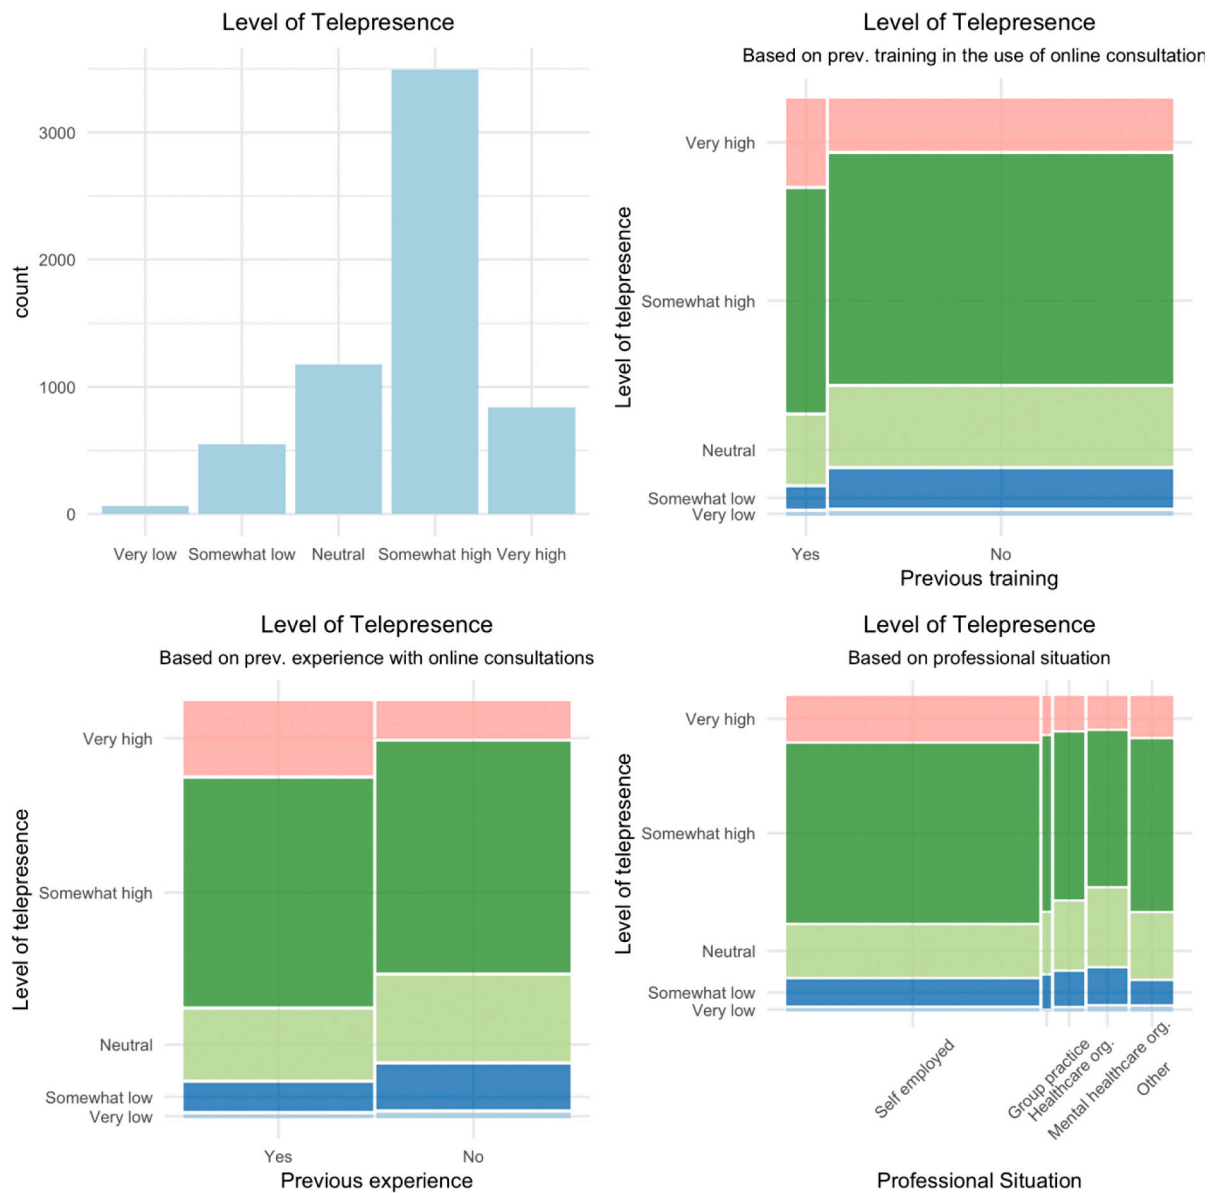 Level of Telepresence
count
3000
2000
1000
0
Very low Somewhat low Neutral Somewhat high Very high
Level of Telepresence
Based on prev. training in the use of online consultation
Level of telepresence
Very high
Somewhat high
Neutral
Somewhat low
Very low
Yes No
Previous training
Level of Telepresence
Based on prev. experience with online consultations
Level of telepresence
Very high
Somewhat high
Neutral
Somewhat low
Very low
Yes No
Previous experience
Level of Telepresence
Based on professional situation
Level of telepresence
Very high
Somewhat high
Neutral
Somewhat low
Very low
Self employed
Group practice
Healthcare org.
Mental healthcare org.
Other
Professional Situation